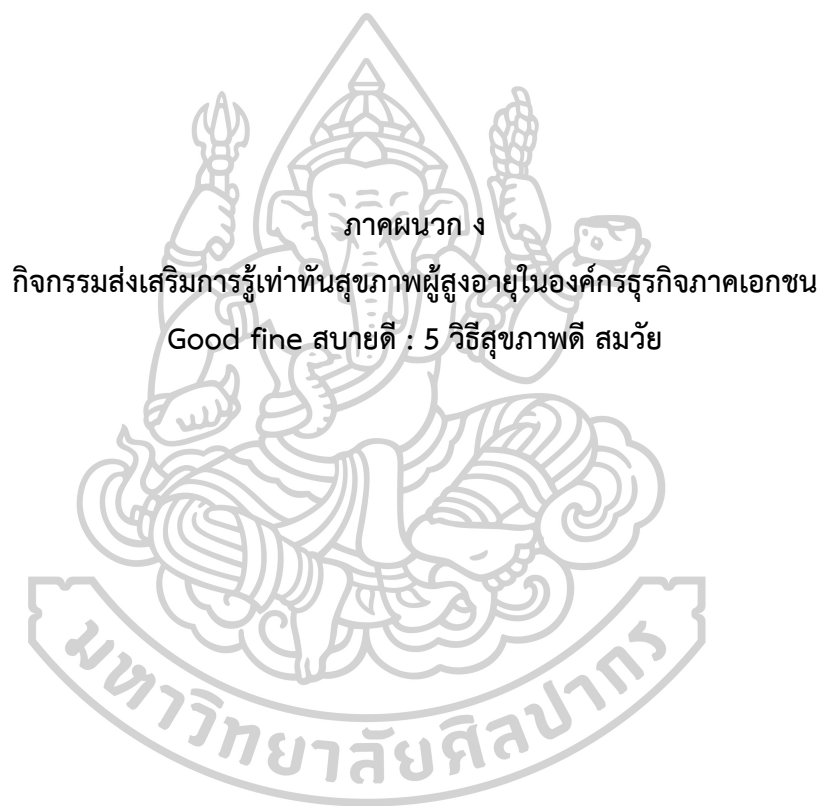 ภาคผนวก ง
กิจกรรมส่งเสริมการรู้เท่าทันสุขภาพผู้สูงอายุในองค์กรธุรกิจภาคเอกชน
Good fine สบายดี : 5 วิธีสุขภาพดี สมวัย
มหาวิทยาลัยศิลปากร